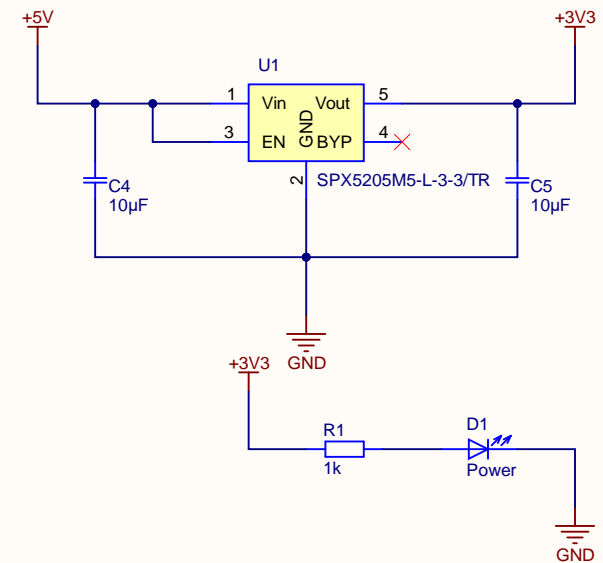 +5V
+3V3
U1
1 Vin Vout 5
3 EN GND BYP 4
2
SPX5205M5-L-3-3/TR
C4
10µF
C5
10µF
GND
+3V3
R1
1k
D1
Power
GND